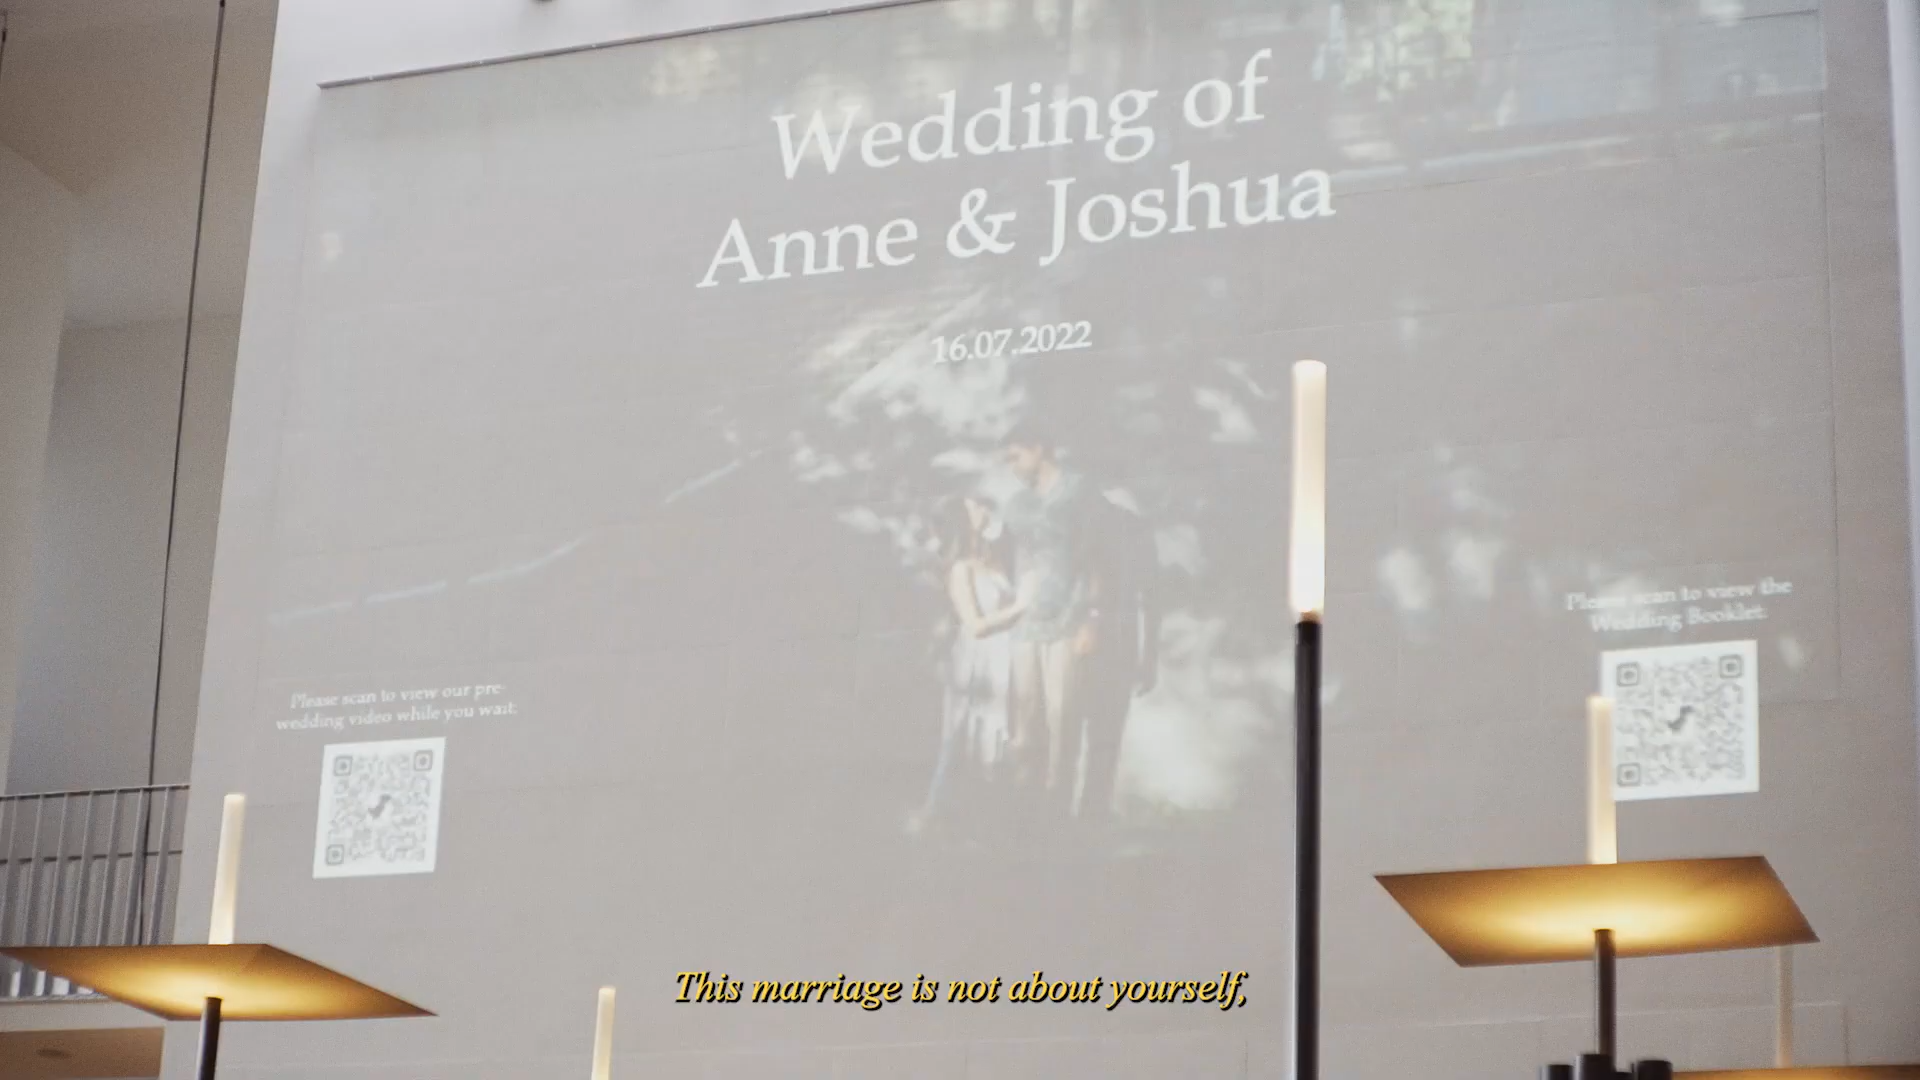 Wedding of
Anne & Joshua
16.07.2022
Please scan to view the
Wedding Booklet:
Please scan to view our pre-
wedding video while you wait:
This marriage is not about yourself,